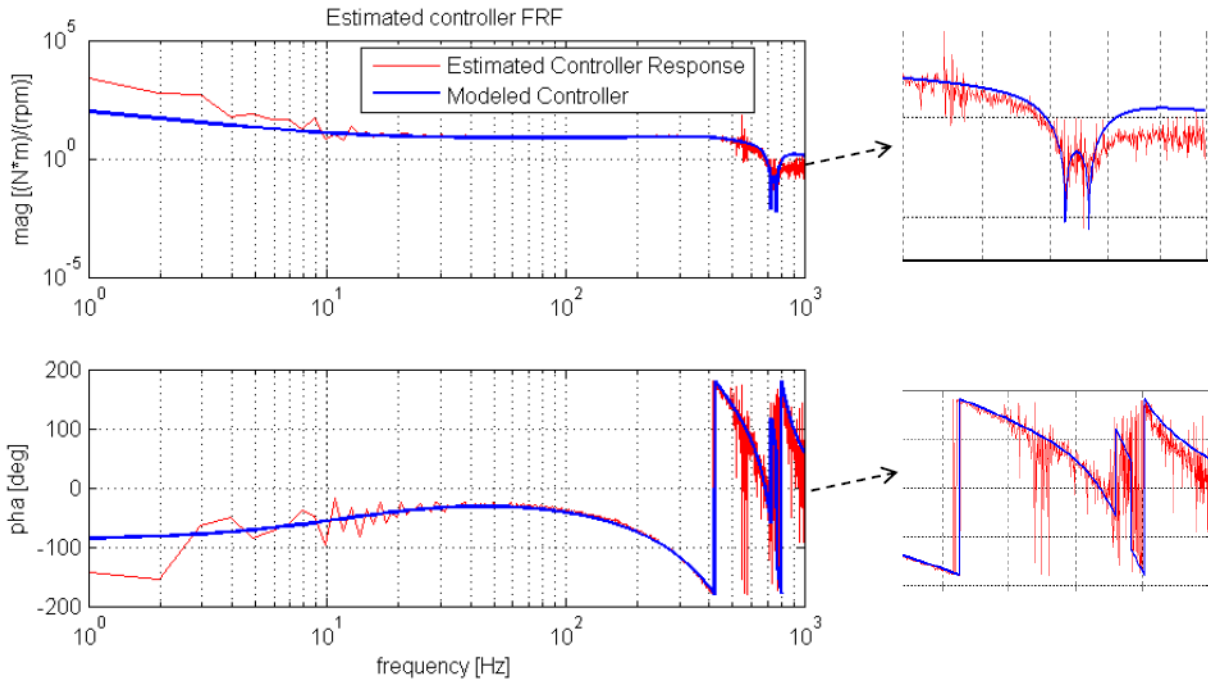 Estimated controller FRF
mag [(N*m)/(rpm)]
10^5
10^0
10^-5
Estimated Controller Response
Modeled Controller
10^0
10^1
10^2
10^3
pha [deg]
200
100
0
-100
-200
10^0
10^1
10^2
10^3
frequency [Hz]